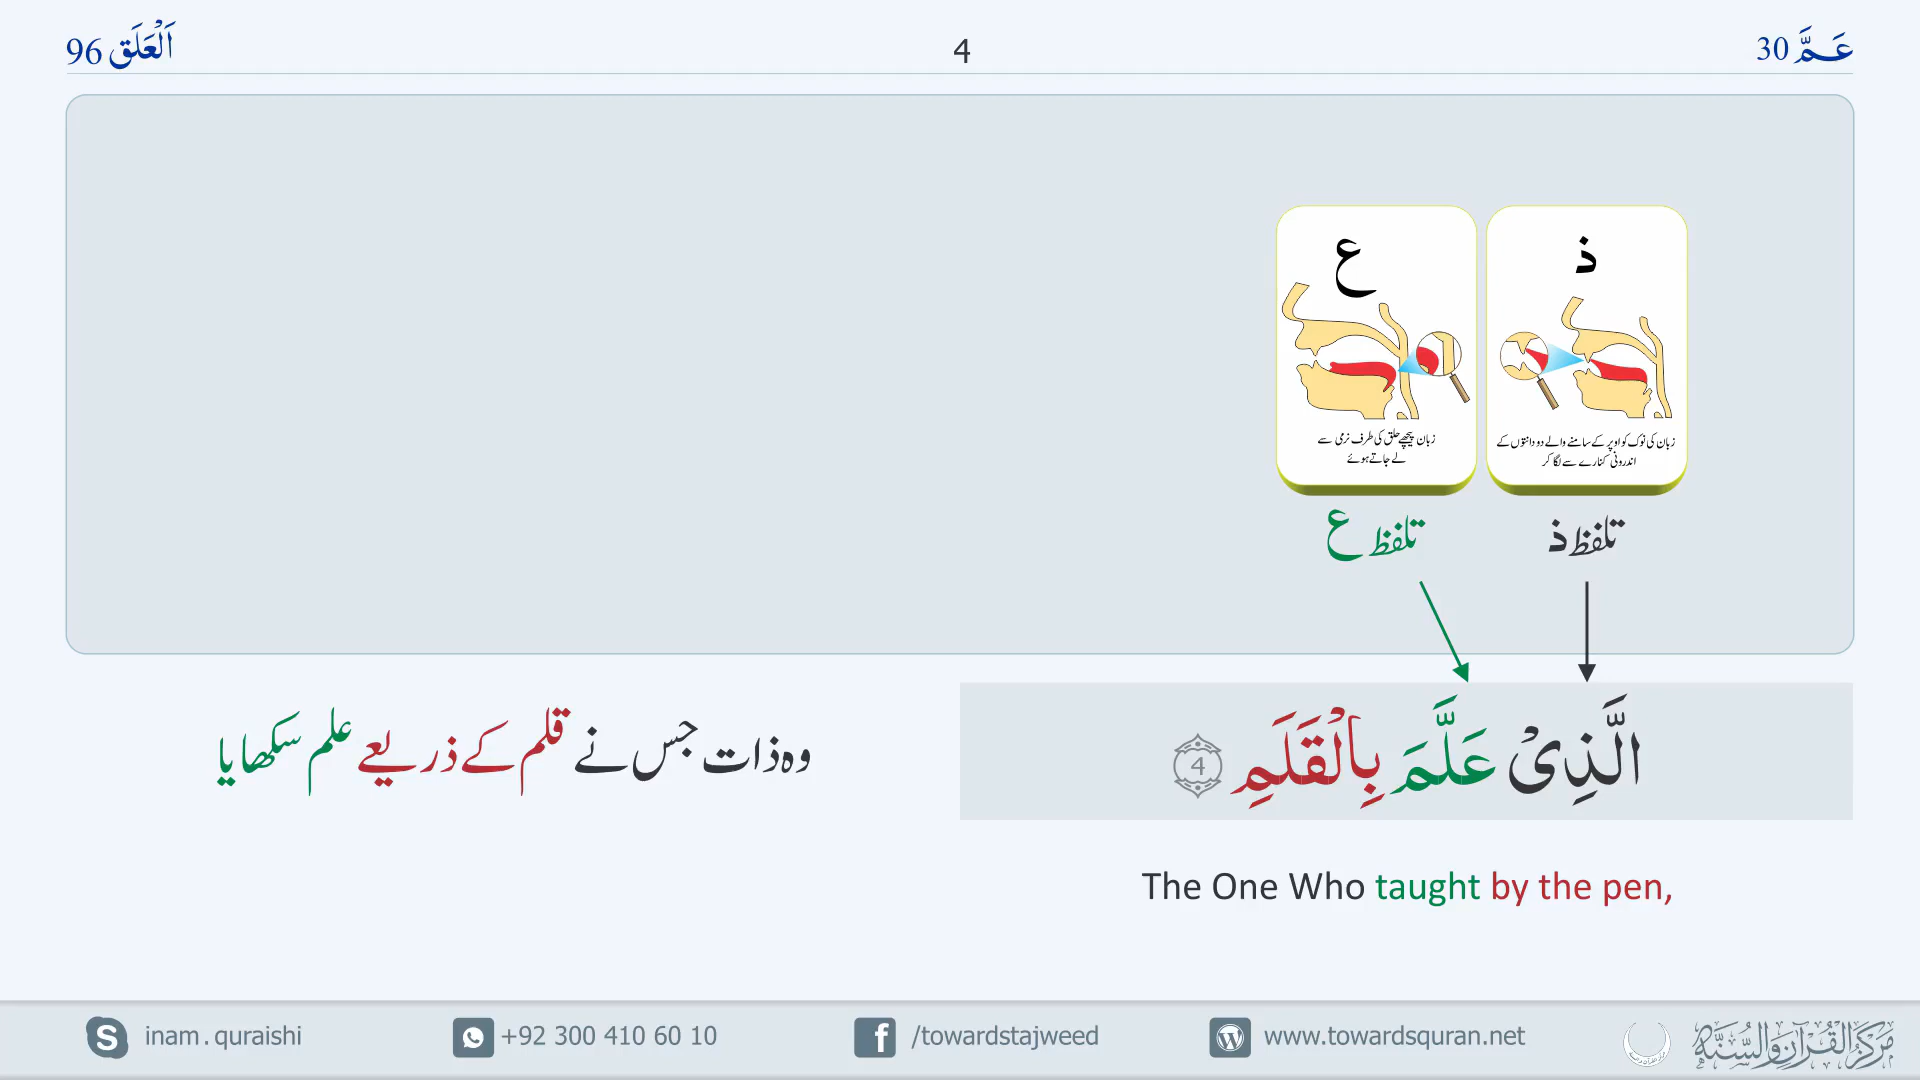 عَمَّ 30
4
اَلْعَلَق 96
ذ
زبان کی نوک کو اوپر کے سامنے والے دو دانتوں کے
اندرونی کنارے سے لگا کر
تلفظ ذ
ع
زبان پیچھے حلق کی طرف نرمی سے
لے جاتے ہوئے
تلفظ ع
الَّذِىْ عَلَّمَ بِالْقَلَمِ 4
وہ ذات جس نے قلم کے ذریعے علم سکھایا
The One Who taught by the pen,
inam.quraishi
+92 300 410 60 10
/towardstajweed
www.towardsquran.net
مَرْكَزُ الْقُرْآنِ وَالسُّنَّة